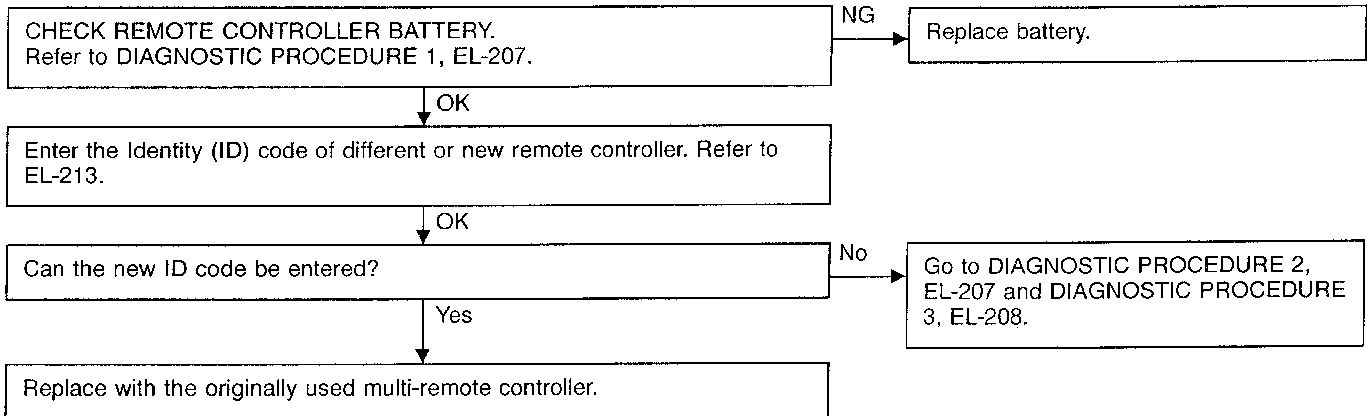 CHECK REMOTE CONTROLLER BATTERY.
Refer to DIAGNOSTIC PROCEDURE 1, EL-207.
NG
Replace battery.
OK
Enter the Identity (ID) code of different or new remote controller. Refer to
EL-213.
OK
Can the new ID code be entered?
No
Go to DIAGNOSTIC PROCEDURE 2,
EL-207 and DIAGNOSTIC PROCEDURE
3, EL-208.
Yes
Replace with the originally used multi-remote controller.